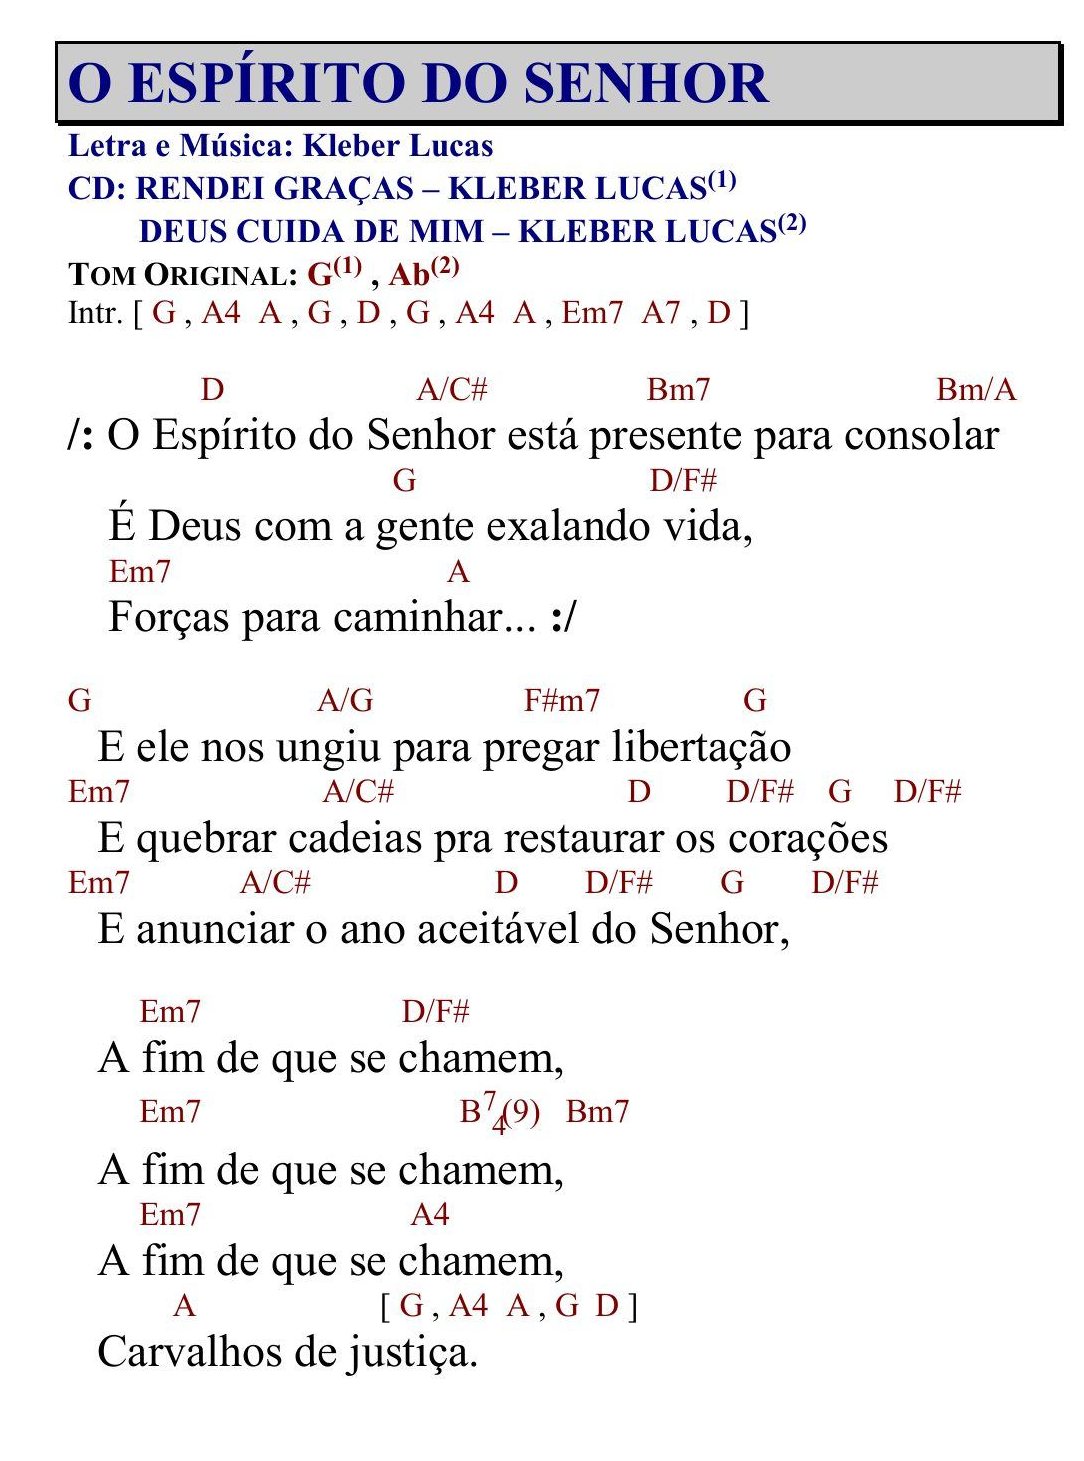 O ESPÍRITO DO SENHOR
Letra e Música: Kleber Lucas
CD: RENDEI GRAÇAS – KLEBER LUCAS(1)
DEUS CUIDA DE MIM – KLEBER LUCAS(2)
TOM ORIGINAL: G(1) , Ab(2)
Intr. [ G , A4 A , G , D , G , A4 A , Em7 A7 , D ]
D A/C# Bm7 Bm/A
/: O Espírito do Senhor está presente para consolar
G D/F#
É Deus com a gente exalando vida,
Em7 A
Forças para caminhar... :/
G A/G F#m7 G
E ele nos ungiu para pregar libertação
Em7 A/C# D D/F# G D/F#
E quebrar cadeias pra restaurar os corações
Em7 A/C# D D/F# G D/F#
E anunciar o ano aceitável do Senhor,
Em7 D/F#
A fim de que se chamem,
Em7 B7/4(9) Bm7
A fim de que se chamem,
Em7 A4
A fim de que se chamem,
A [ G , A4 A , G D ]
Carvalhos de justiça.